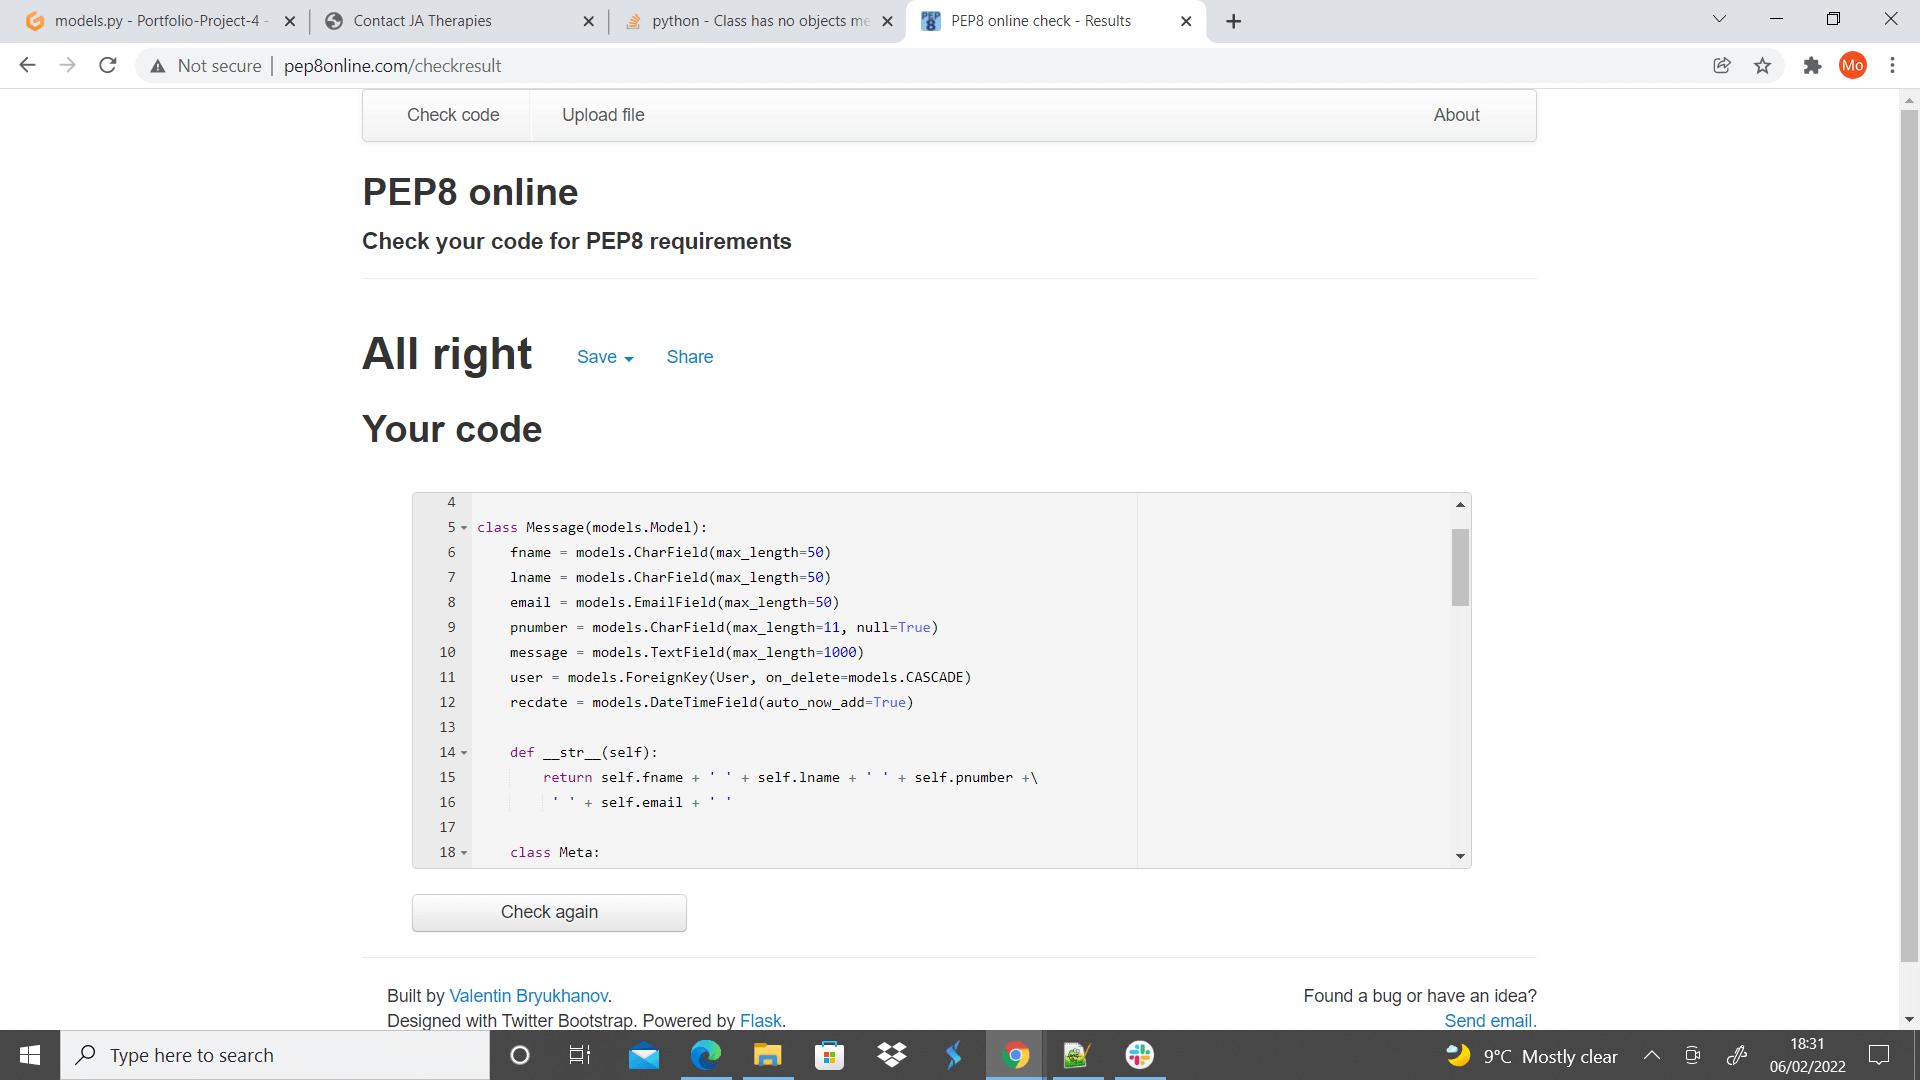 models.py - Portfolio-Project-4 -
Contact JA Therapies
python - Class has no objects me
PEP8 online check - Results
Not secure | pep8online.com/checkresult
Mo
Check code
Upload file
About
PEP8 online
Check your code for PEP8 requirements
All right
Save
Share
Your code
4
5 class Message(models.Model):
6 fname = models.CharField(max_length=50)
7 lname = models.CharField(max_length=50)
8 email = models.EmailField(max_length=50)
9 pnumber = models.CharField(max_length=11, null=True)
10 message = models.TextField(max_length=1000)
11 user = models.ForeignKey(User, on_delete=models.CASCADE)
12 recdate = models.DateTimeField(auto_now_add=True)
13
14 def __str__(self):
15 return self.fname + ' ' + self.lname + ' ' + self.pnumber +\
16 ' ' + self.email + ' '
17
18 class Meta:
Check again
Built by Valentin Bryukhanov.
Designed with Twitter Bootstrap. Powered by Flask.
Found a bug or have an idea?
Send email.
Type here to search
9°C Mostly clear
18:31
06/02/2022